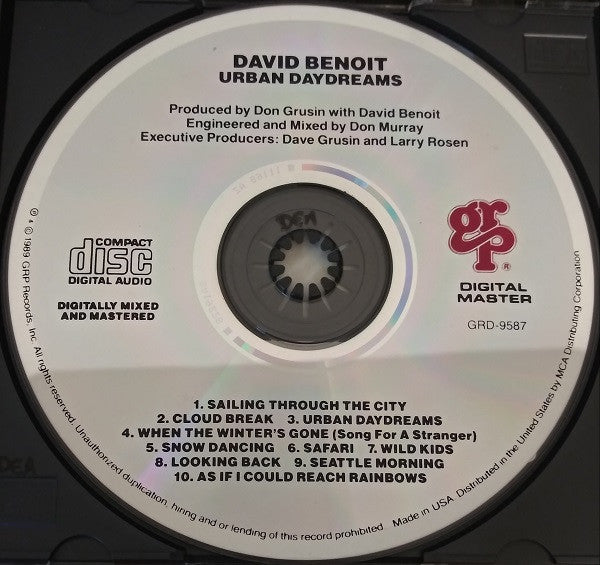 DAVID BENOIT
URBAN DAYDREAMS
Produced by Don Grusin with David Benoit
Engineered and Mixed by Don Murray
Executive Producers: Dave Grusin and Larry Rosen
COMPACT
disc
DIGITAL AUDIO
DIGITALLY MIXED
AND MASTERED
grp®
DIGITAL
MASTER
GRD-9587
DEA
1. SAILING THROUGH THE CITY
2. CLOUD BREAK 3. URBAN DAYDREAMS
4. WHEN THE WINTER'S GONE (Song For A Stranger)
5. SNOW DANCING 6. SAFARI 7. WILD KIDS
8. LOOKING BACK 9. SEATTLE MORNING
10. AS IF I COULD REACH RAINBOWS
℗ & © 1989 GRP Records, Inc. All rights reserved. Unauthorized duplication, hiring and/or lending of this record prohibited. Made in USA. Distributed in the United States by MCA Distributing Corporation
DEA